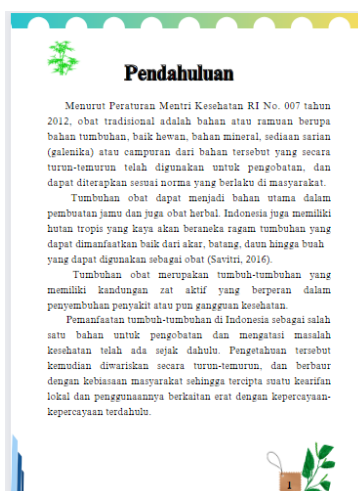 Pendahuluan
Menurut Peraturan Mentri Kesehatan RI No. 007 tahun
2012, obat tradisional adalah bahan atau ramuan berupa
bahan tumbuhan, baik hewan, bahan mineral, sediaan sarian
(galenika) atau campuran dari bahan tersebut yang secara
turun-temurun telah digunakan untuk pengobatan, dan
dapat diterapkan sesuai norma yang berlaku di masyarakat.
Tumbuhan obat dapat menjadi bahan utama dalam
pembuatan jamu dan juga obat herbal. Indonesia juga memiliki
hutan tropis yang kaya akan beraneka ragam tumbuhan yang
dapat dimanfaatkan baik dari akar, batang, daun hingga buah
yang dapat digunakan sebagai obat (Savitri, 2016).
Tumbuhan obat merupakan tumbuh-tumbuhan yang
memiliki kandungan zat aktif yang berperan dalam
penyembuhan penyakit atau pun gangguan kesehatan.
Pemanfaatan tumbuh-tumbuhan di Indonesia sebagai salah
satu bahan untuk pengobatan dan mengatasi masalah
kesehatan telah ada sejak dahulu. Pengetahuan tersebut
kemudian diwariskan secara turun-temurun, dan berbaur
dengan kebiasaan masyarakat sehingga tercipta suatu kearifan
lokal dan penggunaannya berkaitan erat dengan kepercayaan-
kepercayaan terdahulu.
1